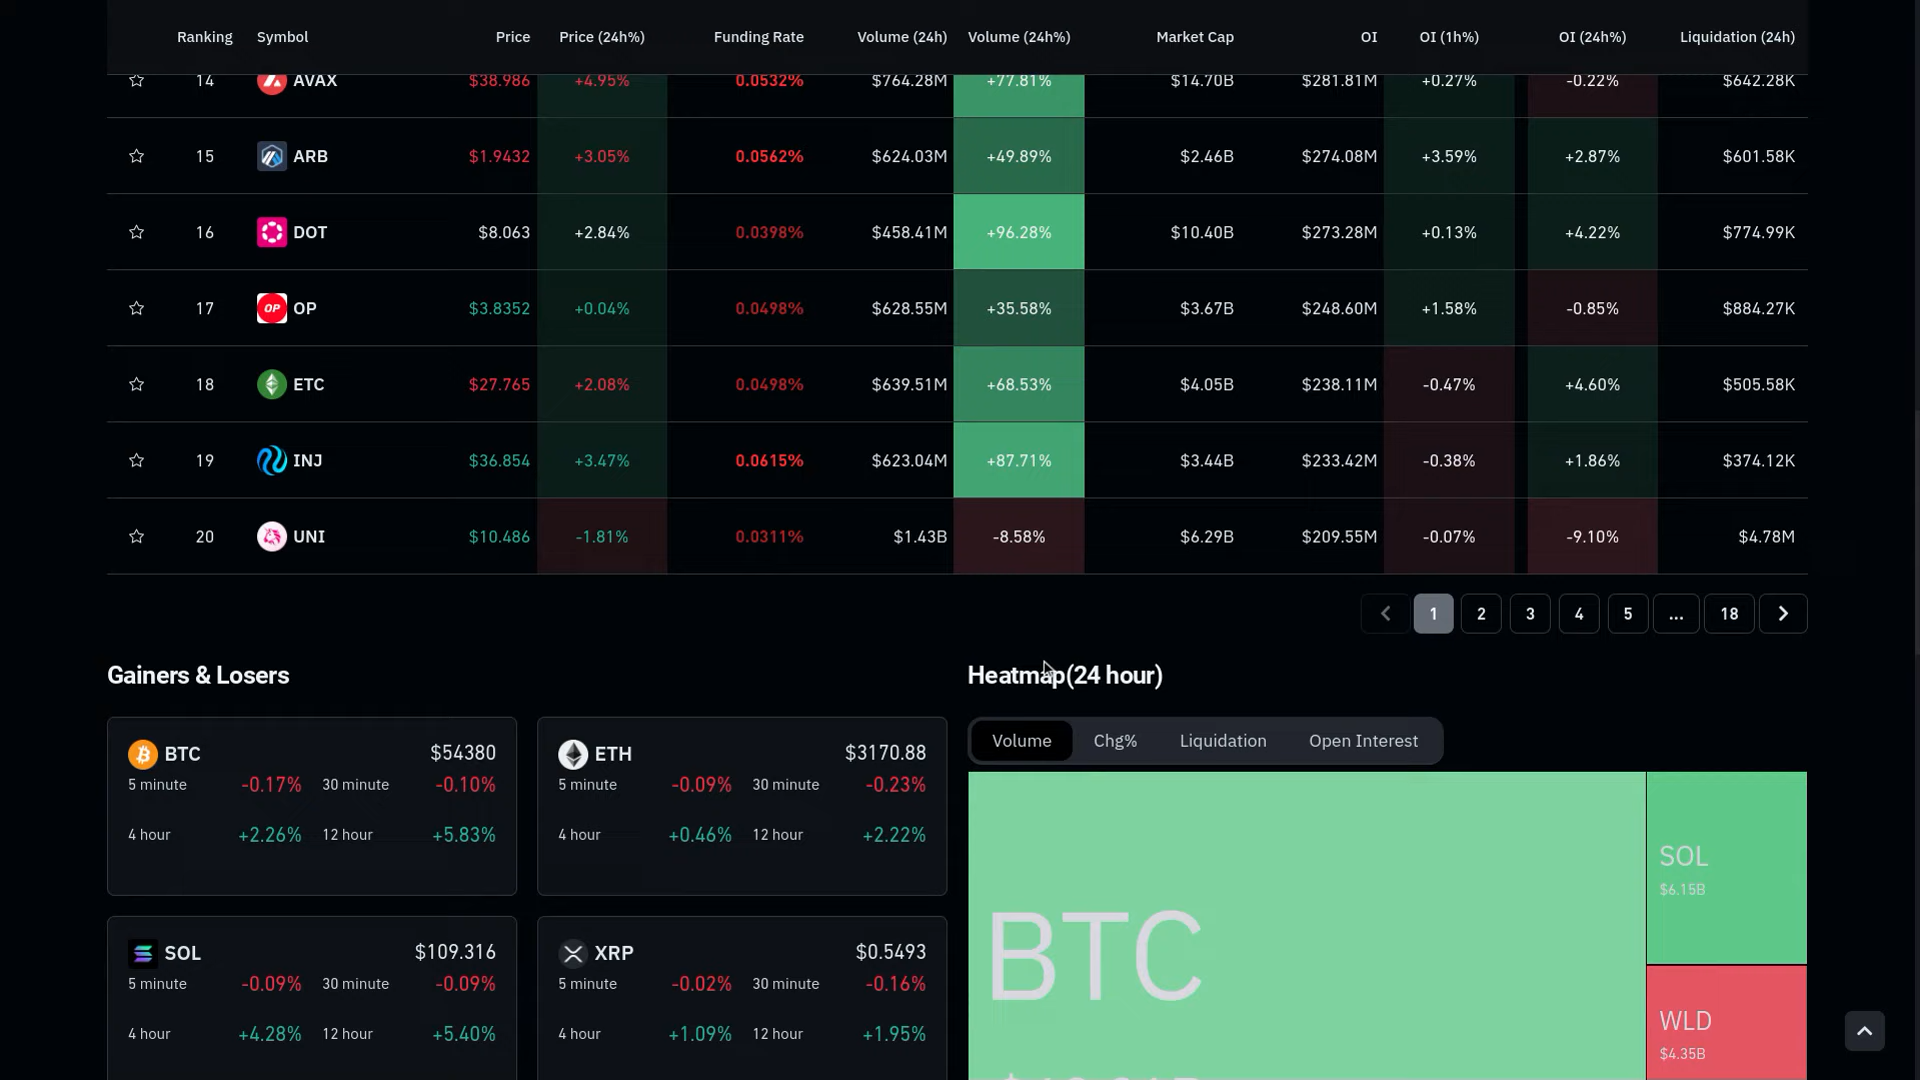 Ranking Symbol Price Price (24h%) Funding Rate Volume (24h) Volume (24h%) Market Cap OI OI (1h%) OI (24h%) Liquidation (24h)
14 AVAX $38.986 +4.95% 0.0532% $764.28M +77.81% $14.70B $281.81M +0.27% -0.22% $642.28K
15 ARB $1.9432 +3.05% 0.0562% $624.03M +49.89% $2.46B $274.08M +3.59% +2.87% $601.58K
16 DOT $8.063 +2.84% 0.0398% $458.41M +96.28% $10.40B $273.28M +0.13% +4.22% $774.99K
17 OP OP $3.8352 +0.04% 0.0498% $628.55M +35.58% $3.67B $248.60M +1.58% -0.85% $884.27K
18 ETC $27.765 +2.08% 0.0498% $639.51M +68.53% $4.05B $238.11M -0.47% +4.60% $505.58K
19 INJ $36.854 +3.47% 0.0615% $623.04M +87.71% $3.44B $233.42M -0.38% +1.86% $374.12K
20 UNI $10.486 -1.81% 0.0311% $1.43B -8.58% $6.29B $209.55M -0.07% -9.10% $4.78M
1 2 3 4 5 ... 18
Gainers & Losers
BTC $54380
5 minute -0.17% 30 minute -0.10%
4 hour +2.26% 12 hour +5.83%
ETH $3170.88
5 minute -0.09% 30 minute -0.23%
4 hour +0.46% 12 hour +2.22%
SOL $109.316
5 minute -0.09% 30 minute -0.09%
4 hour +4.28% 12 hour +5.40%
XRP $0.5493
5 minute -0.02% 30 minute -0.16%
4 hour +1.09% 12 hour +1.95%
Heatmap(24 hour)
Volume Chg% Liquidation Open Interest
BTC
SOL
$6.15B
WLD
$4.35B